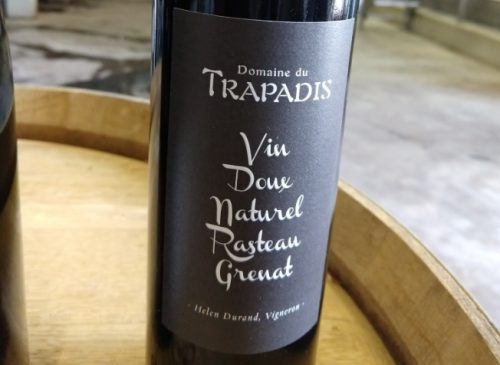 Domaine du
TRAPADIS
Vin
Doux
Naturel
Rasteau
Grenat
- Helen Durand, Vigneron -